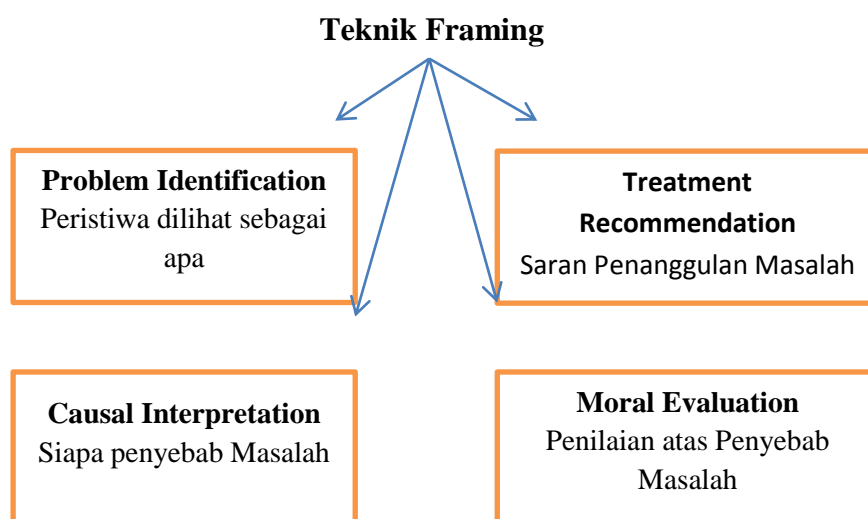 Teknik Framing
Problem Identification
Peristiwa dilihat sebagai
apa
Treatment
Recommendation
Saran Penanggulan Masalah
Causal Interpretation
Siapa penyebab Masalah
Moral Evaluation
Penilaian atas Penyebab
Masalah